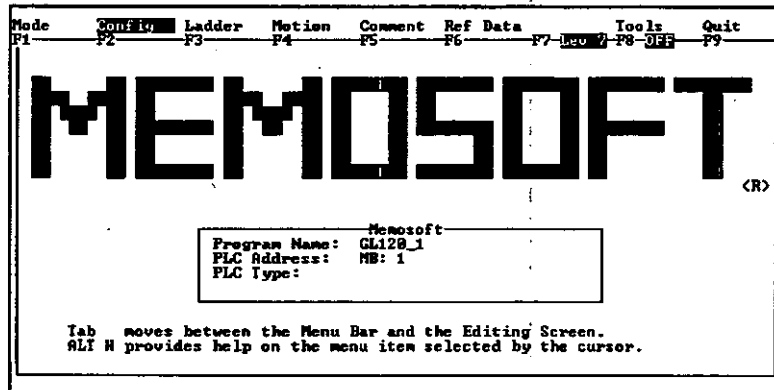 Mode Config Ladder Motion Comment Ref Data Tools Quit
F1 F2 F3 F4 F5 F6 F7 Lev 7 F8 OFF F9
MEMOSOFT
(R)
Memosoft
Program Name: GL120_1
PLC Address: MB: 1
PLC Type:
Tab moves between the Menu Bar and the Editing Screen.
ALT H provides help on the menu item selected by the cursor.